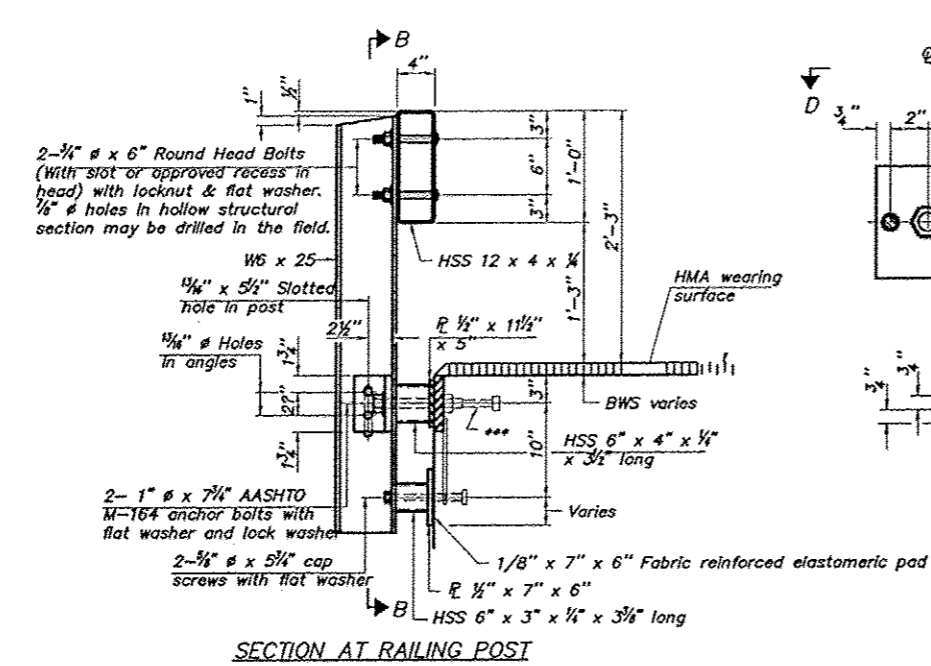 B
4"
1"
½"
D
¾"
2"
2-¾" ø x 6" Round Head Bolts
(With slot or approved recess in
head) with locknut & flat washer.
⅞" ø holes in hollow structural
section may be drilled in the field.
3"
6"
3"
1'-0"
2'-3"
1'-3"
W6 x 25
HSS 12 x 4 x ¼
HMA wearing
surface
13/16" x 5½" Slotted
hole in post
2½"
PL ½" x 11½"
x 5"
13/16" ø Holes
in angles
1¾"
1¾"
3"
10"
BWS varies
¾"
¾"
***
HSS 6" x 4" x ¼"
x 3½" long
2- 1" ø x 7¾" AASHTO
M-164 anchor bolts with
flat washer and lock washer
Varies
2-⅝" ø x 5¾" cap
screws with flat washer
1/8" x 7" x 6" Fabric reinforced elastomeric pad
PL ½" x 7" x 6"
B
HSS 6" x 3" x ¼" x 3⅜" long
SECTION AT RAILING POST